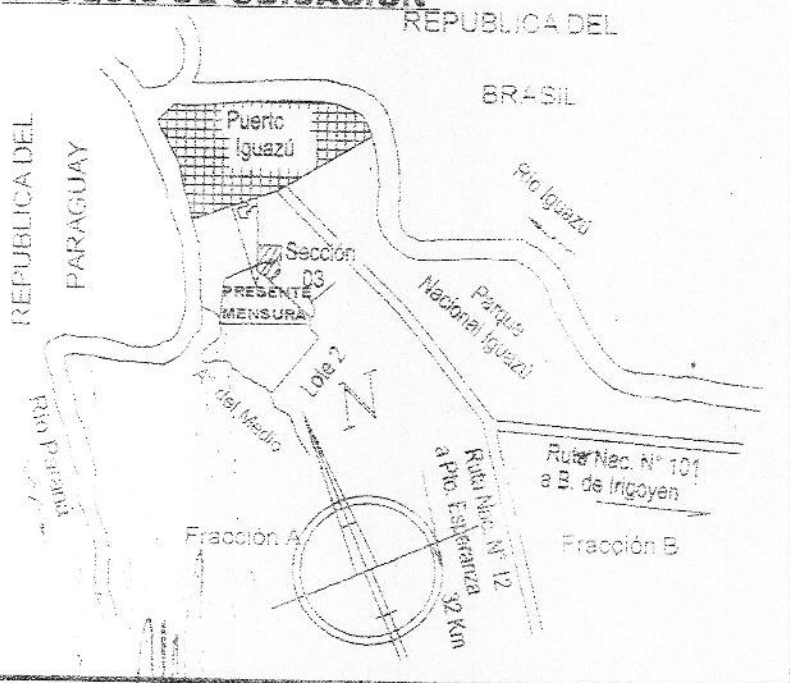 UBICACION
REPUBLICA DEL
BRASIL
REPUBLICA DEL
PARAGUAY
Puerto
Iguazú
Río Iguazú
Sección
03
PRESENTE
MENSURA
Parque
Nacional Iguazú
Lote 2
N
A° del Medio
Río Paraná
Ruta Nac. N° 101
a B. de Irigoyen
Ruta Nac. N° 12
a Pto. Esperanza
32 Km
Fracción A
Fracción B